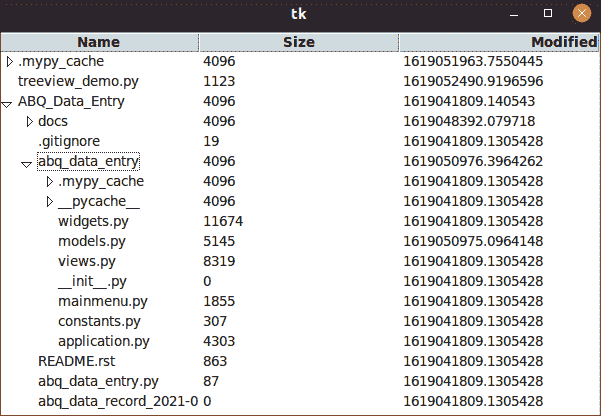 tk
Name Size Modified
.mypy_cache 4096 1619051963.7550445
treeview_demo.py 1123 1619052490.9196596
ABQ_Data_Entry 4096 1619041809.140543
docs 4096 1619048392.079718
.gitignore 19 1619041809.1305428
abq_data_entry 4096 1619050976.3964262
.mypy_cache 4096 1619041809.1305428
__pycache__ 4096 1619041809.1305428
widgets.py 11674 1619041809.1305428
models.py 5145 1619050975.0964148
views.py 8319 1619041809.1305428
__init__.py 0 1619041809.1305428
mainmenu.py 1855 1619041809.1305428
constants.py 307 1619041809.1305428
application.py 4303 1619041809.1305428
README.rst 863 1619041809.1305428
abq_data_entry.py 87 1619041809.1305428
abq_data_record_2021-0 0 1619041809.1305428